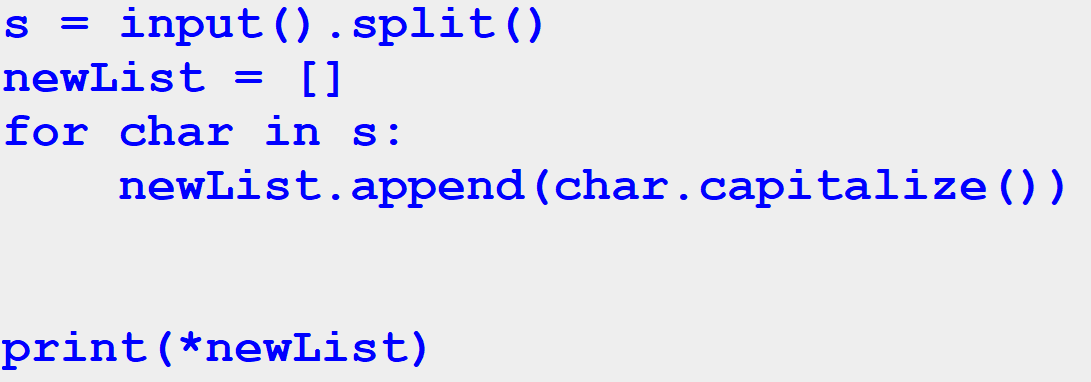 s = input().split()
newList = []
for char in s:
    newList.append(char.capitalize())
print(*newList)